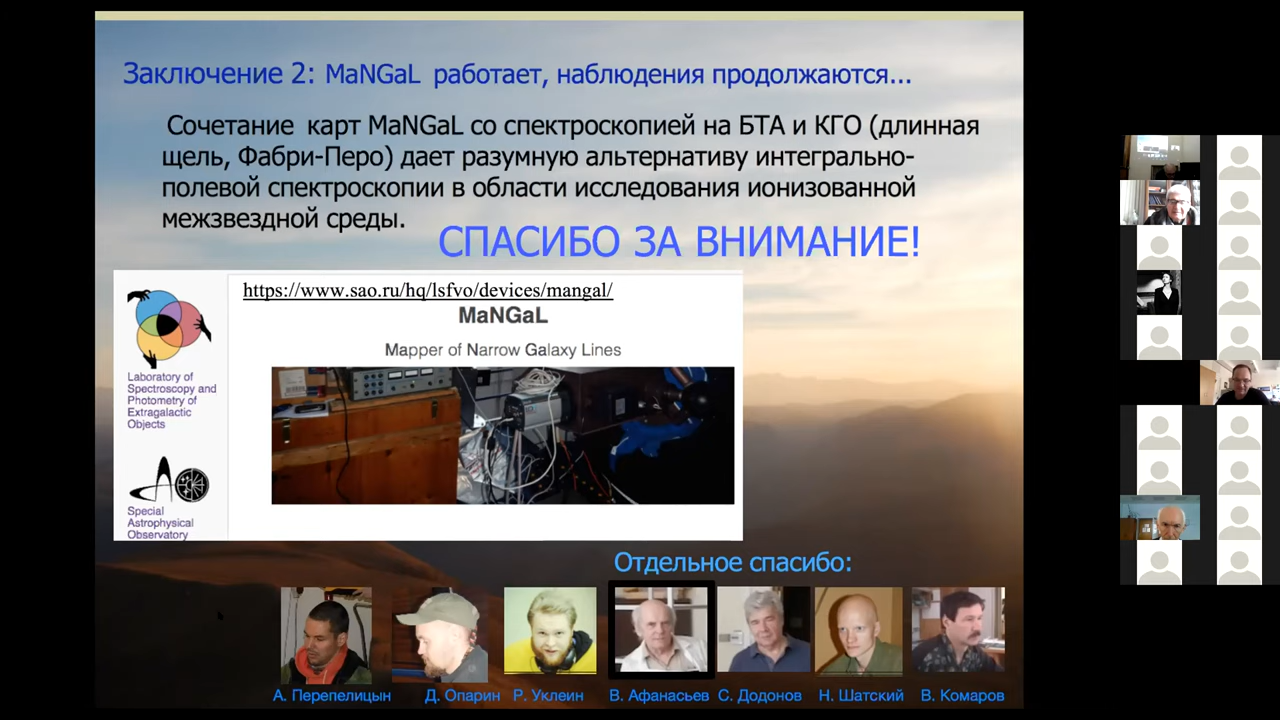 Заключение 2: MaNGaL работает, наблюдения продолжаются...
Сочетание карт MaNGaL со спектроскопией на БТА и КГО (длинная
щель, Фабри-Перо) дает разумную альтернативу интегрально-
полевой спектроскопии в области исследования ионизованной
межзвездной среды.
СПАСИБО ЗА ВНИМАНИЕ!
https://www.sao.ru/hq/lsfvo/devices/mangal/
MaNGaL
Mapper of Narrow Galaxy Lines
Laboratory of
Spectroscopy and
Photometry of
Extragalactic
Objects
Special
Astrophysical
Observatory
Отдельное спасибо:
А. Перепелицын
Д. Опарин
Р. Уклеин
В. Афанасьев
С. Додонов
Н. Шатский
В. Комаров